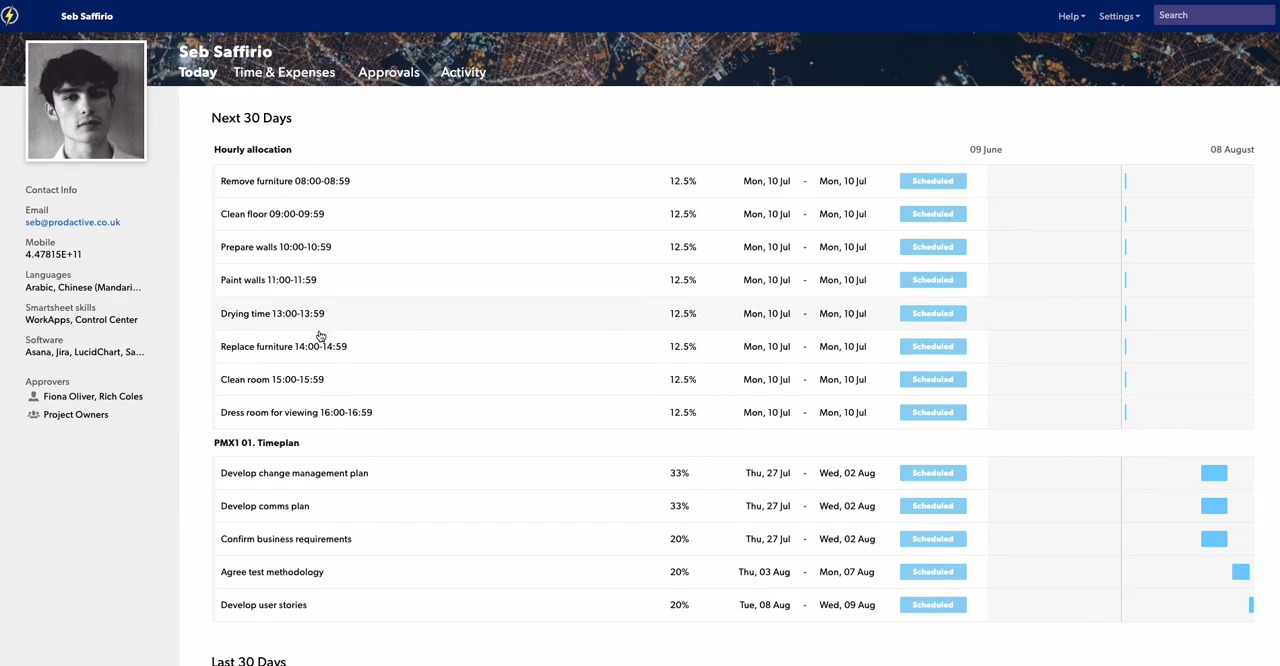 Seb Saffirio Help Settings Search
Seb Saffirio
Today Time & Expenses Approvals Activity
Contact Info
Email
seb@prodactive.co.uk
Mobile
4.47815E+11
Languages
Arabic, Chinese (Mandari...
Smartsheet skills
WorkApps, Control Center
Software
Asana, Jira, LucidChart, Sa...
Approvers
Fiona Oliver, Rich Coles
Project Owners
Next 30 Days
Hourly allocation 09 June 08 August
Remove furniture 08:00-08:59 12.5% Mon, 10 Jul - Mon, 10 Jul Scheduled
Clean floor 09:00-09:59 12.5% Mon, 10 Jul - Mon, 10 Jul Scheduled
Prepare walls 10:00-10:59 12.5% Mon, 10 Jul - Mon, 10 Jul Scheduled
Paint walls 11:00-11:59 12.5% Mon, 10 Jul - Mon, 10 Jul Scheduled
Drying time 13:00-13:59 12.5% Mon, 10 Jul - Mon, 10 Jul Scheduled
Replace furniture 14:00-14:59 12.5% Mon, 10 Jul - Mon, 10 Jul Scheduled
Clean room 15:00-15:59 12.5% Mon, 10 Jul - Mon, 10 Jul Scheduled
Dress room for viewing 16:00-16:59 12.5% Mon, 10 Jul - Mon, 10 Jul Scheduled
PMX1 01. Timeplan
Develop change management plan 33% Thu, 27 Jul - Wed, 02 Aug Scheduled
Develop comms plan 33% Thu, 27 Jul - Wed, 02 Aug Scheduled
Confirm business requirements 20% Thu, 27 Jul - Wed, 02 Aug Scheduled
Agree test methodology 20% Thu, 03 Aug - Mon, 07 Aug Scheduled
Develop user stories 20% Tue, 08 Aug - Wed, 09 Aug Scheduled
Last 30 Days